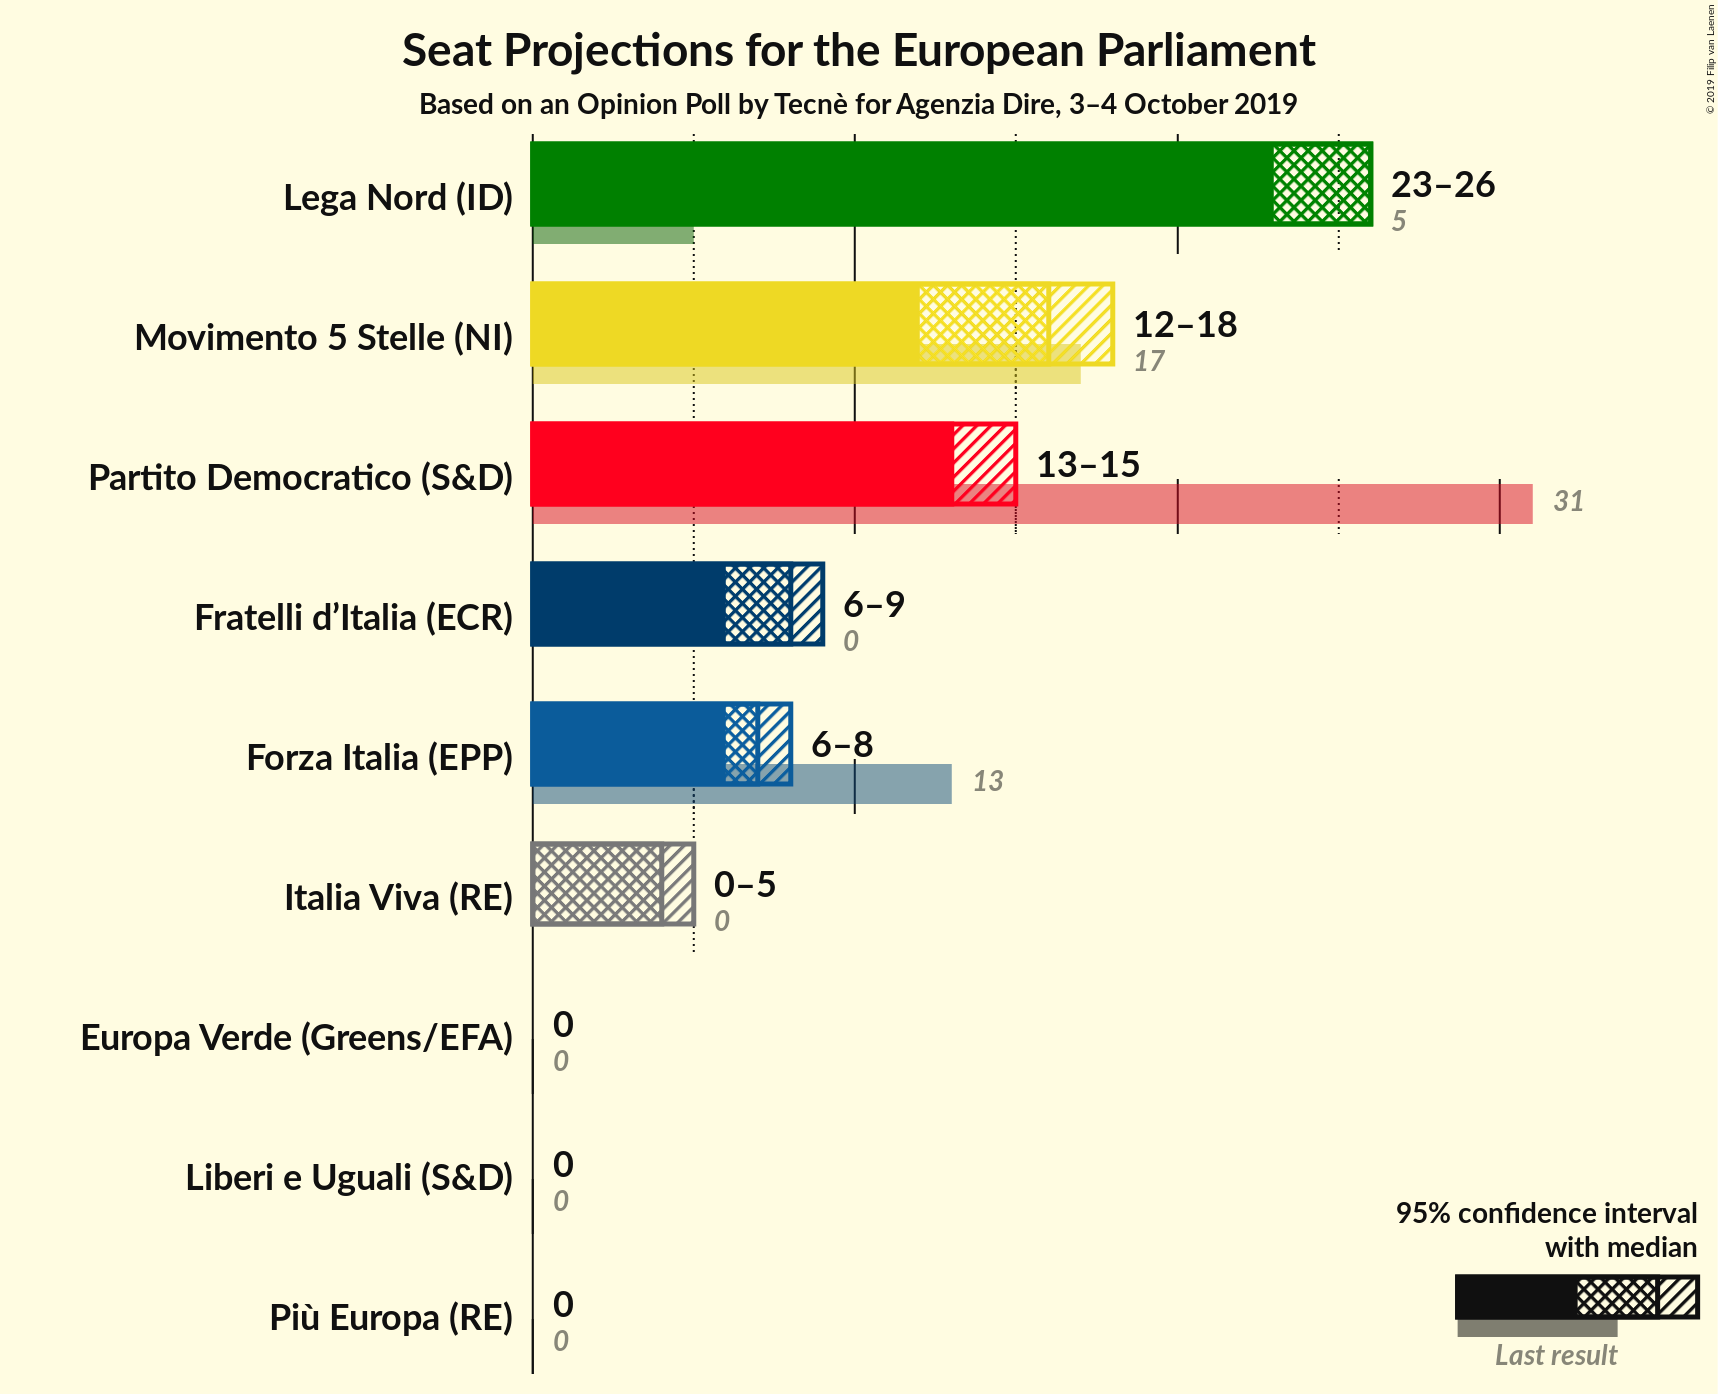 Seat Projections for the European Parliament
Based on an Opinion Poll by Tecnè for Agenzia Dire, 3–4 October 2019
© 2019 Filip van Laenen
Lega Nord (ID)
23–26
5
Movimento 5 Stelle (NI)
12–18
17
Partito Democratico (S&D)
13–15
31
Fratelli d’Italia (ECR)
6–9
0
Forza Italia (EPP)
6–8
13
Italia Viva (RE)
0–5
0
Europa Verde (Greens/EFA)
0
0
Liberi e Uguali (S&D)
0
0
Più Europa (RE)
0
0
95% confidence interval
with median
Last result